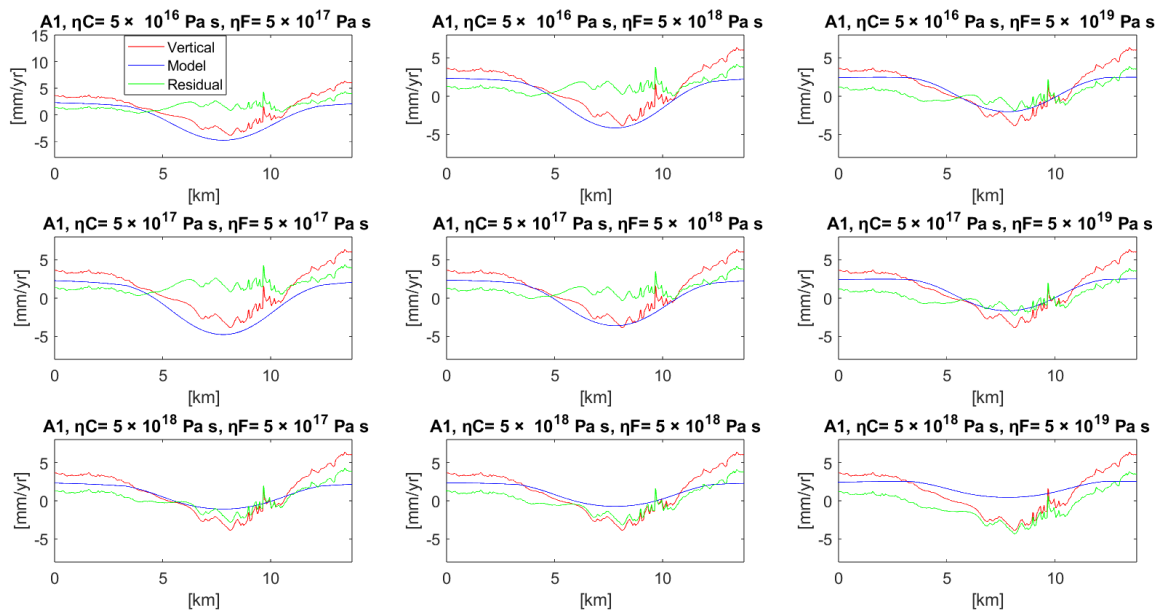 A1, ηC= 5 × 10^16 Pa s, ηF= 5 × 10^17 Pa s
15
10
5
0
-5
[mm/yr]
Vertical
Model
Residual
0 5 10
[km]
A1, ηC= 5 × 10^16 Pa s, ηF= 5 × 10^18 Pa s
5
0
-5
[mm/yr]
0 5 10
[km]
A1, ηC= 5 × 10^16 Pa s, ηF= 5 × 10^19 Pa s
5
0
-5
[mm/yr]
0 5 10
[km]
A1, ηC= 5 × 10^17 Pa s, ηF= 5 × 10^17 Pa s
5
0
-5
[mm/yr]
0 5 10
[km]
A1, ηC= 5 × 10^17 Pa s, ηF= 5 × 10^18 Pa s
5
0
-5
[mm/yr]
0 5 10
[km]
A1, ηC= 5 × 10^17 Pa s, ηF= 5 × 10^19 Pa s
5
0
-5
[mm/yr]
0 5 10
[km]
A1, ηC= 5 × 10^18 Pa s, ηF= 5 × 10^17 Pa s
5
0
-5
[mm/yr]
0 5 10
[km]
A1, ηC= 5 × 10^18 Pa s, ηF= 5 × 10^18 Pa s
5
0
-5
[mm/yr]
0 5 10
[km]
A1, ηC= 5 × 10^18 Pa s, ηF= 5 × 10^19 Pa s
5
0
-5
[mm/yr]
0 5 10
[km]